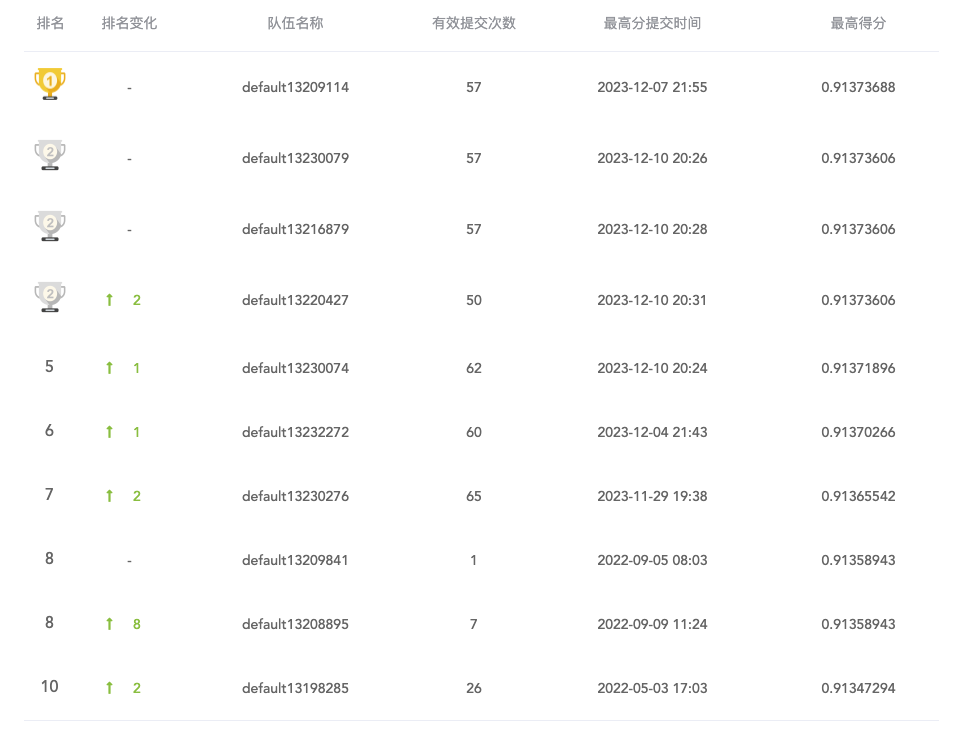 排名 排名变化 队伍名称 有效提交次数 最高分提交时间 最高得分
1 - default13209114 57 2023-12-07 21:55 0.91373688
2 - default13230079 57 2023-12-10 20:26 0.91373606
2 - default13216879 57 2023-12-10 20:28 0.91373606
2 ↑ 2 default13220427 50 2023-12-10 20:31 0.91373606
5 ↑ 1 default13230074 62 2023-12-10 20:24 0.91371896
6 ↑ 1 default13232272 60 2023-12-04 21:43 0.91370266
7 ↑ 2 default13230276 65 2023-11-29 19:38 0.91365542
8 - default13209841 1 2022-09-05 08:03 0.91358943
8 ↑ 8 default13208895 7 2022-09-09 11:24 0.91358943
10 ↑ 2 default13198285 26 2022-05-03 17:03 0.91347294